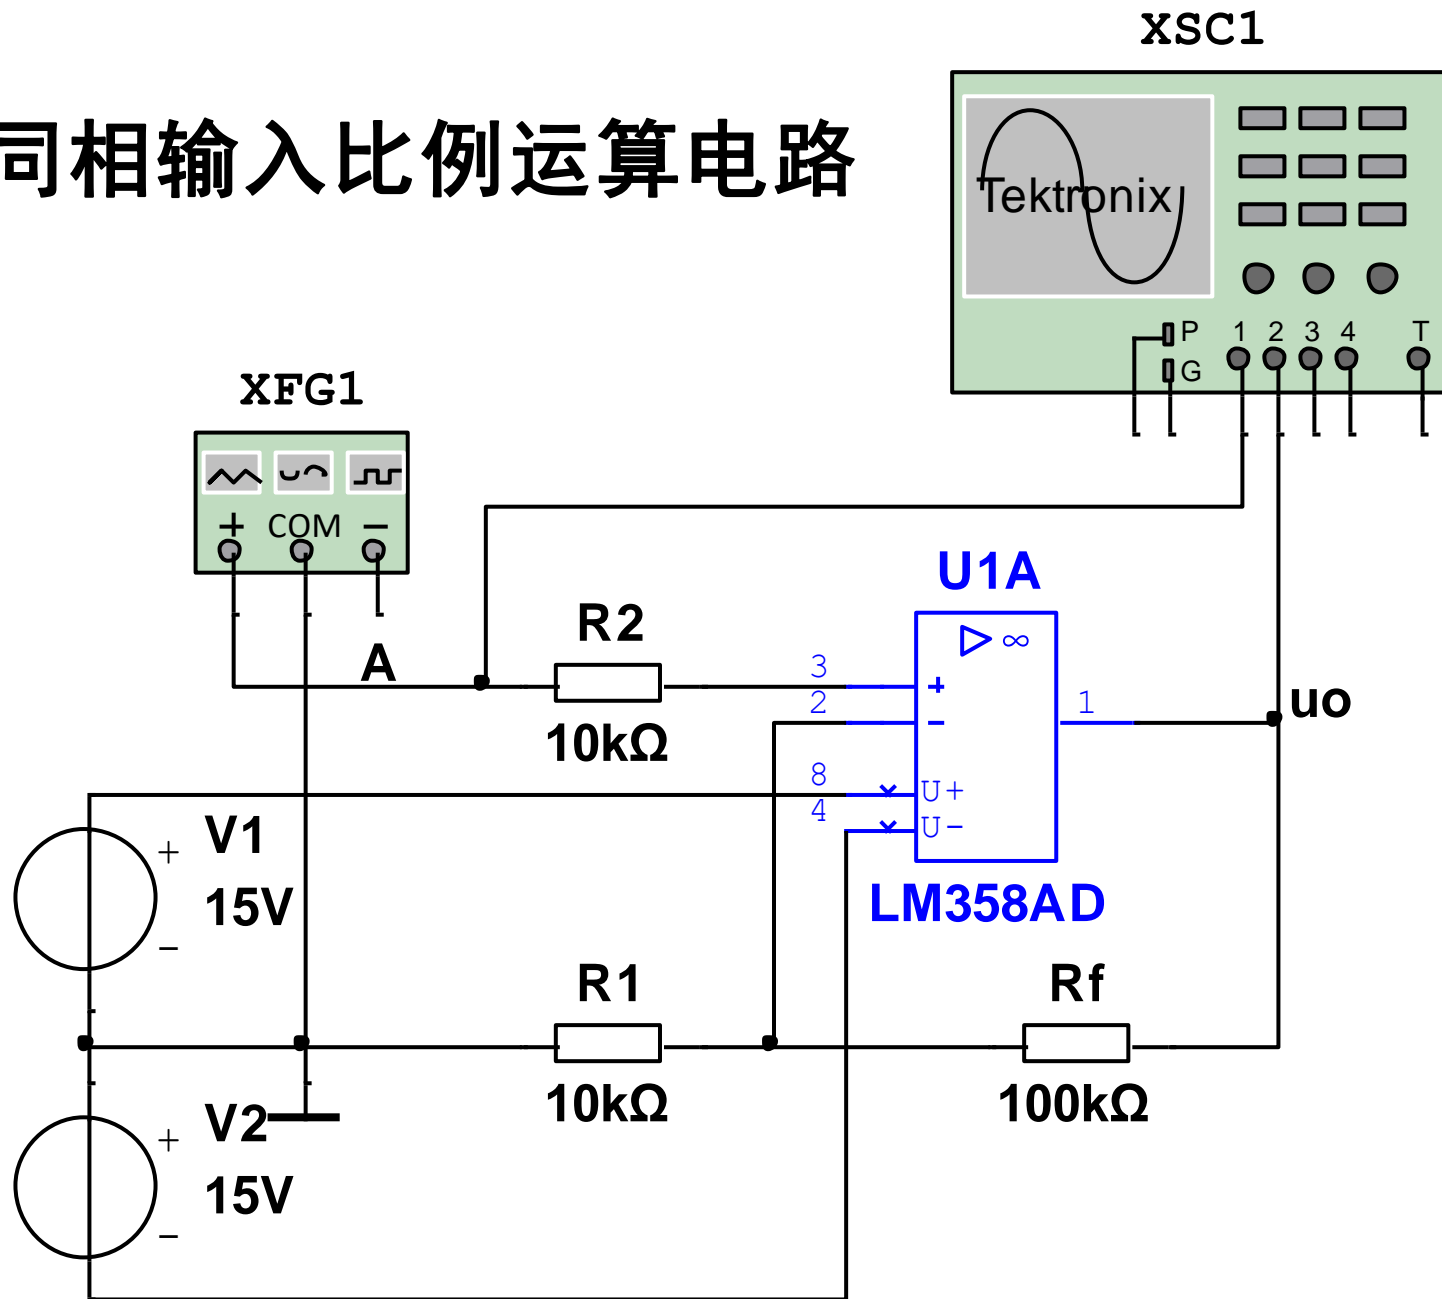 XSC1
同相输入比例运算电路
Tektronix
P 1 2 3 4 T
G
XFG1
+ COM −
U1A
A
R2
10kΩ
3
2
8
4
+
−
U+
U−
∞
1
uo
LM358AD
V1
15V
+
−
R1
10kΩ
Rf
100kΩ
V2
15V
+
−